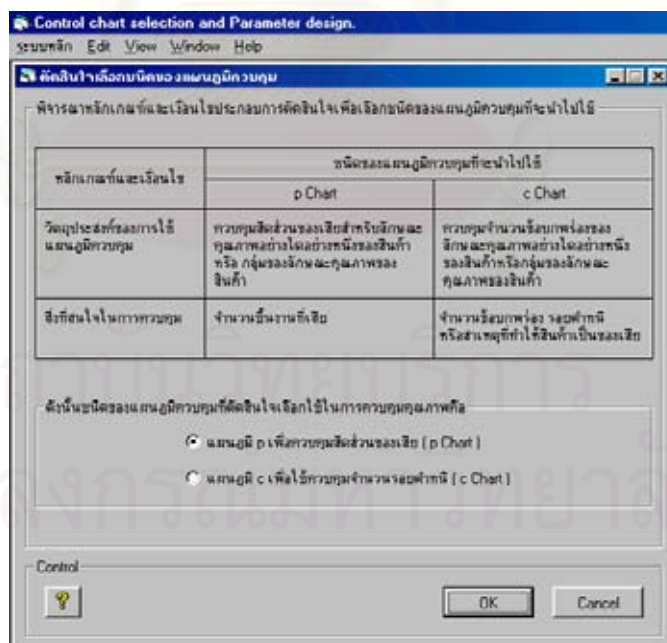 Control chart selection and Parameter design.
ระบบหลัก Edit View Window Help
ตัดสินใจเลือกชนิดของแผนภูมิควบคุม
พิจารณาหลักเกณฑ์และเงื่อนไขประกอบการตัดสินใจเพื่อเลือกชนิดของแผนภูมิควบคุมที่จะนำไปใช้
หลักเกณฑ์และเงื่อนไข
ชนิดของแผนภูมิควบคุมที่จะนำไปใช้
p Chart
c Chart
วัตถุประสงค์ของการใช้
แผนภูมิควบคุม
ควบคุมสัดส่วนของเสียสำหรับลักษณะ
คุณภาพอย่างใดอย่างหนึ่งของสินค้า
หรือ กลุ่มของลักษณะคุณภาพของ
สินค้า
ควบคุมจำนวนข้อบกพร่องของ
ลักษณะคุณภาพอย่างใดอย่างหนึ่ง
ของสินค้าหรือกลุ่มของลักษณะ
คุณภาพของสินค้า
สิ่งที่สนใจในการควบคุม
จำนวนชิ้นงานที่เสีย
จำนวนข้อบกพร่อง รอยตำหนิ
หรือสาเหตุที่ทำให้สินค้าเป็นของเสีย
ดังนั้นชนิดของแผนภูมิควบคุมที่ตัดสินใจเลือกใช้ในการควบคุมคุณภาพคือ
แผนภูมิ p เพื่อควบคุมสัดส่วนของเสีย ( p Chart )
แผนภูมิ c เพื่อใช้ควบคุมจำนวนรอยตำหนิ ( c Chart )
สถาบันวิทยบริการ
ลงกรณ์มหาวิทยาลั
Control
?
OK
Cancel